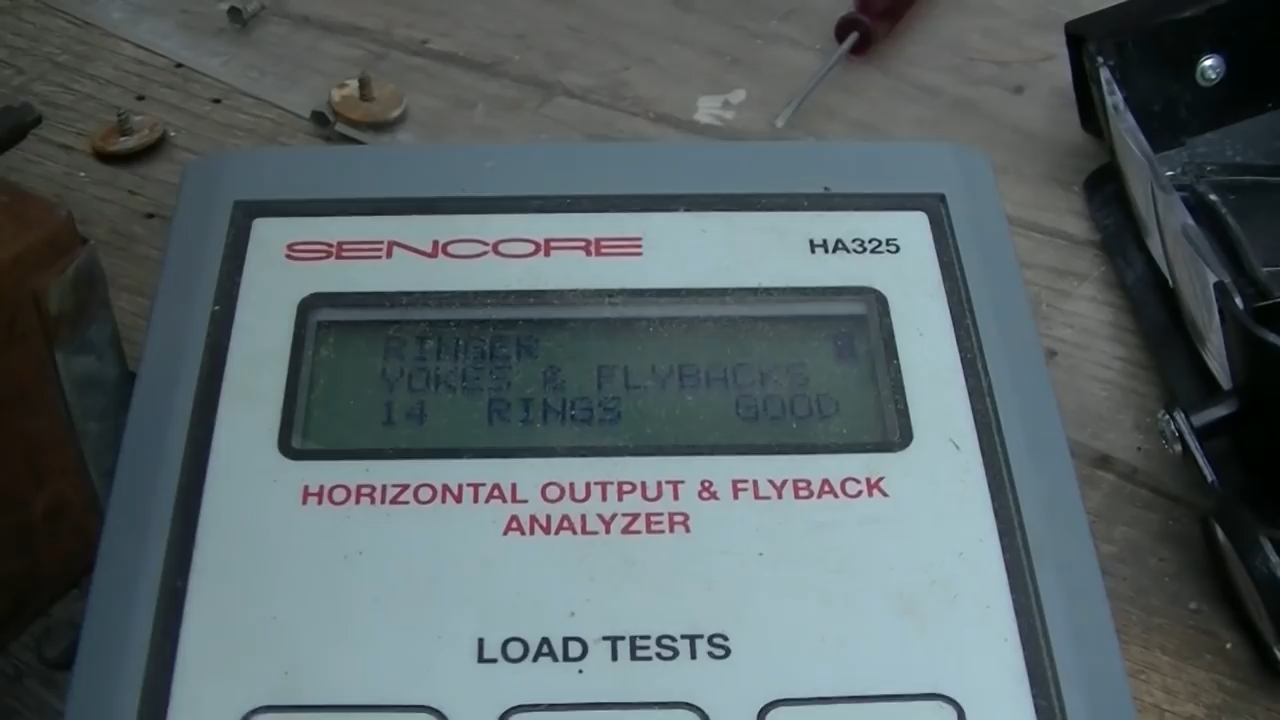 SENCORE HA325
RINGER
YOKES & FLYBACKS
14 RINGS GOOD
HORIZONTAL OUTPUT & FLYBACK
ANALYZER
LOAD TESTS